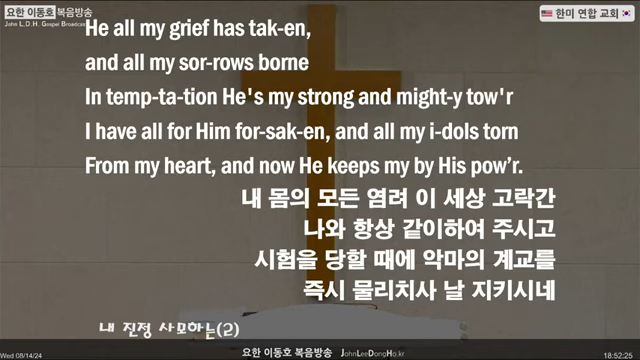 요한 이동호 복음방송
John L.D.H. Gospel Broadcast
한미 연합 교회
He all my grief has tak-en,
and all my sor-rows borne
In temp-ta-tion He's my strong and might-y tow'r
I have all for Him for-sak-en, and all my i-dols torn
From my heart, and now He keeps my by His pow’r.
내 몸의 모든 염려 이 세상 고락간
나와 항상 같이하여 주시고
시험을 당할 때에 악마의 계교를
즉시 물리치사 날 지키시네
내 진정 사모하는(2)
Wed 08/14/24
요한 이동호 복음방송 JohnLeeDongHo.kr
18:52:25